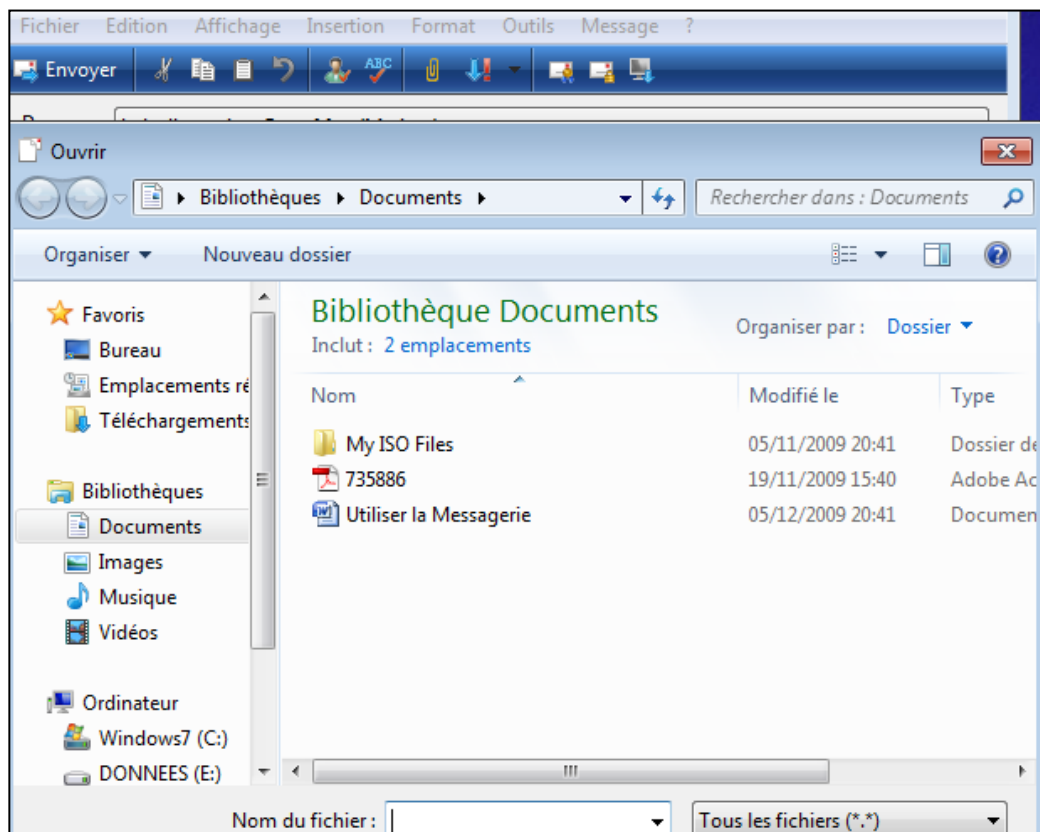 Fichier Edition Affichage Insertion Format Outils Message ?
Envoyer ABC
Ouvrir
Bibliothèques Documents Rechercher dans : Documents
Organiser Nouveau dossier
Favoris
Bureau
Emplacements ré
Téléchargements
Bibliothèques
Documents
Images
Musique
Vidéos
Ordinateur
Windows7 (C:)
DONNEES (E:)
Bibliothèque Documents
Inclut : 2 emplacements
Organiser par : Dossier
Nom Modifié le Type
My ISO Files 05/11/2009 20:41 Dossier de
735886 19/11/2009 15:40 Adobe Ac
Utiliser la Messagerie 05/12/2009 20:41 Documen
Nom du fichier : Tous les fichiers (*.*)